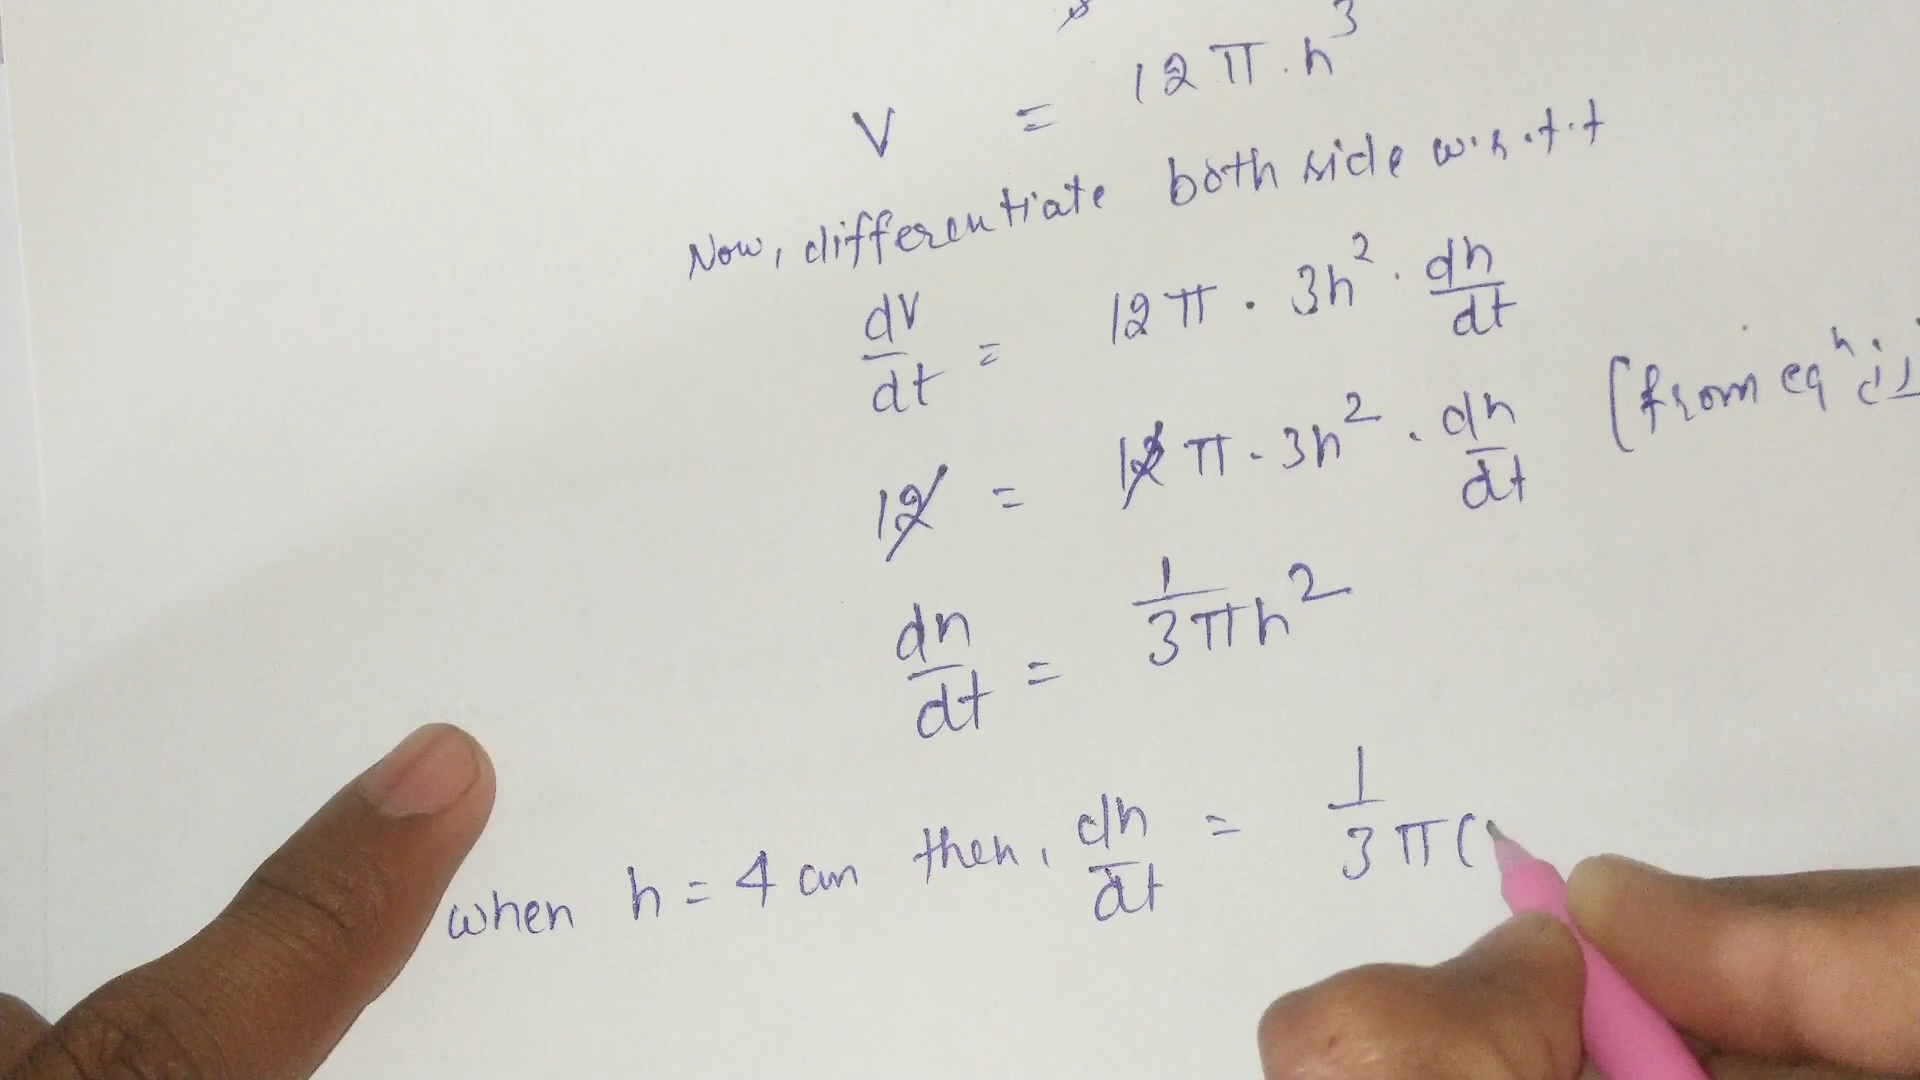 V = 12π.h³
Now, differentiate both side w.r.t.t
dV/dt = 12π . 3h² . dh/dt
12 = 12π . 3h² . dh/dt [from eqⁿ
dh/dt = 1/3πh²
when h = 4 cm then, dh/dt = 1/3π(